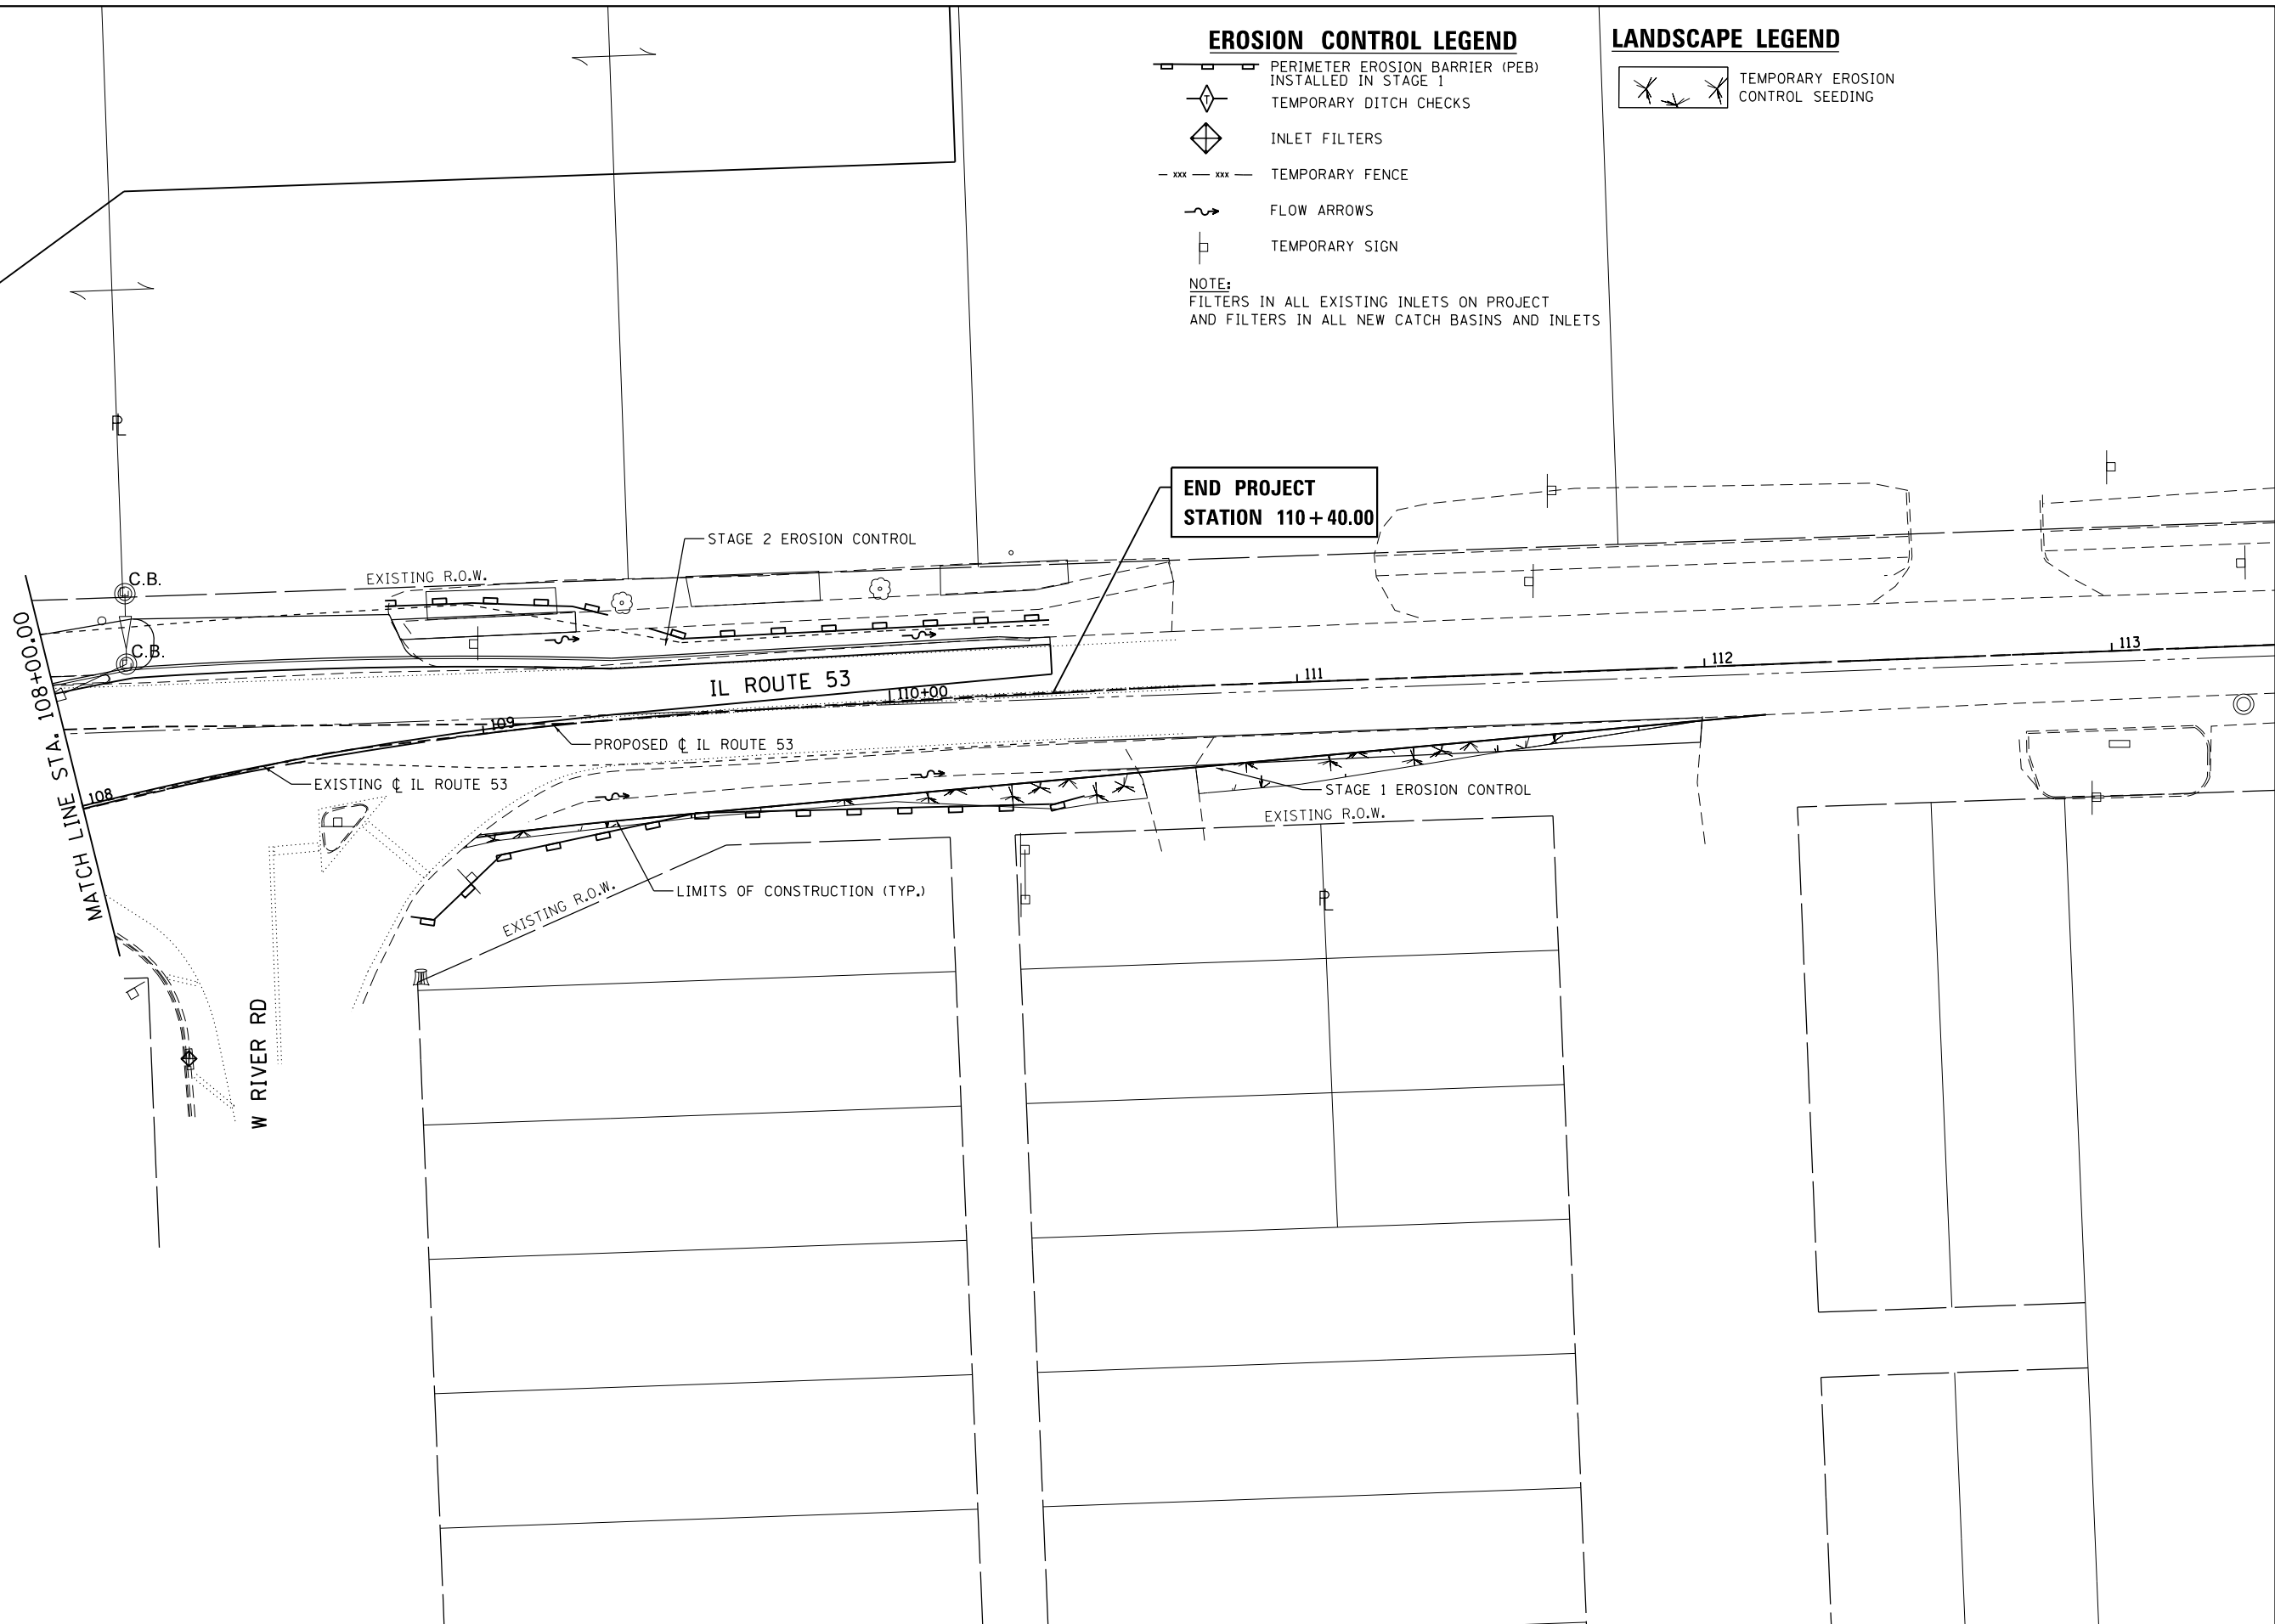 EROSION CONTROL LEGEND
PERIMETER EROSION BARRIER (PEB)
INSTALLED IN STAGE 1
T
TEMPORARY DITCH CHECKS
INLET FILTERS
xxx xxx
TEMPORARY FENCE
FLOW ARROWS
TEMPORARY SIGN
NOTE:
FILTERS IN ALL EXISTING INLETS ON PROJECT
AND FILTERS IN ALL NEW CATCH BASINS AND INLETS
LANDSCAPE LEGEND
TEMPORARY EROSION
CONTROL SEEDING
PL
END PROJECT
STATION 110+40.00
STAGE 2 EROSION CONTROL
EXISTING R.O.W.
C.B.
C.B.
MATCH LINE STA. 108+00.00
IL ROUTE 53
108
109
110+00
111
112
113
PROPOSED ℄ IL ROUTE 53
EXISTING ℄ IL ROUTE 53
STAGE 1 EROSION CONTROL
EXISTING R.O.W.
LIMITS OF CONSTRUCTION (TYP.)
EXISTING R.O.W.
PL
W RIVER RD